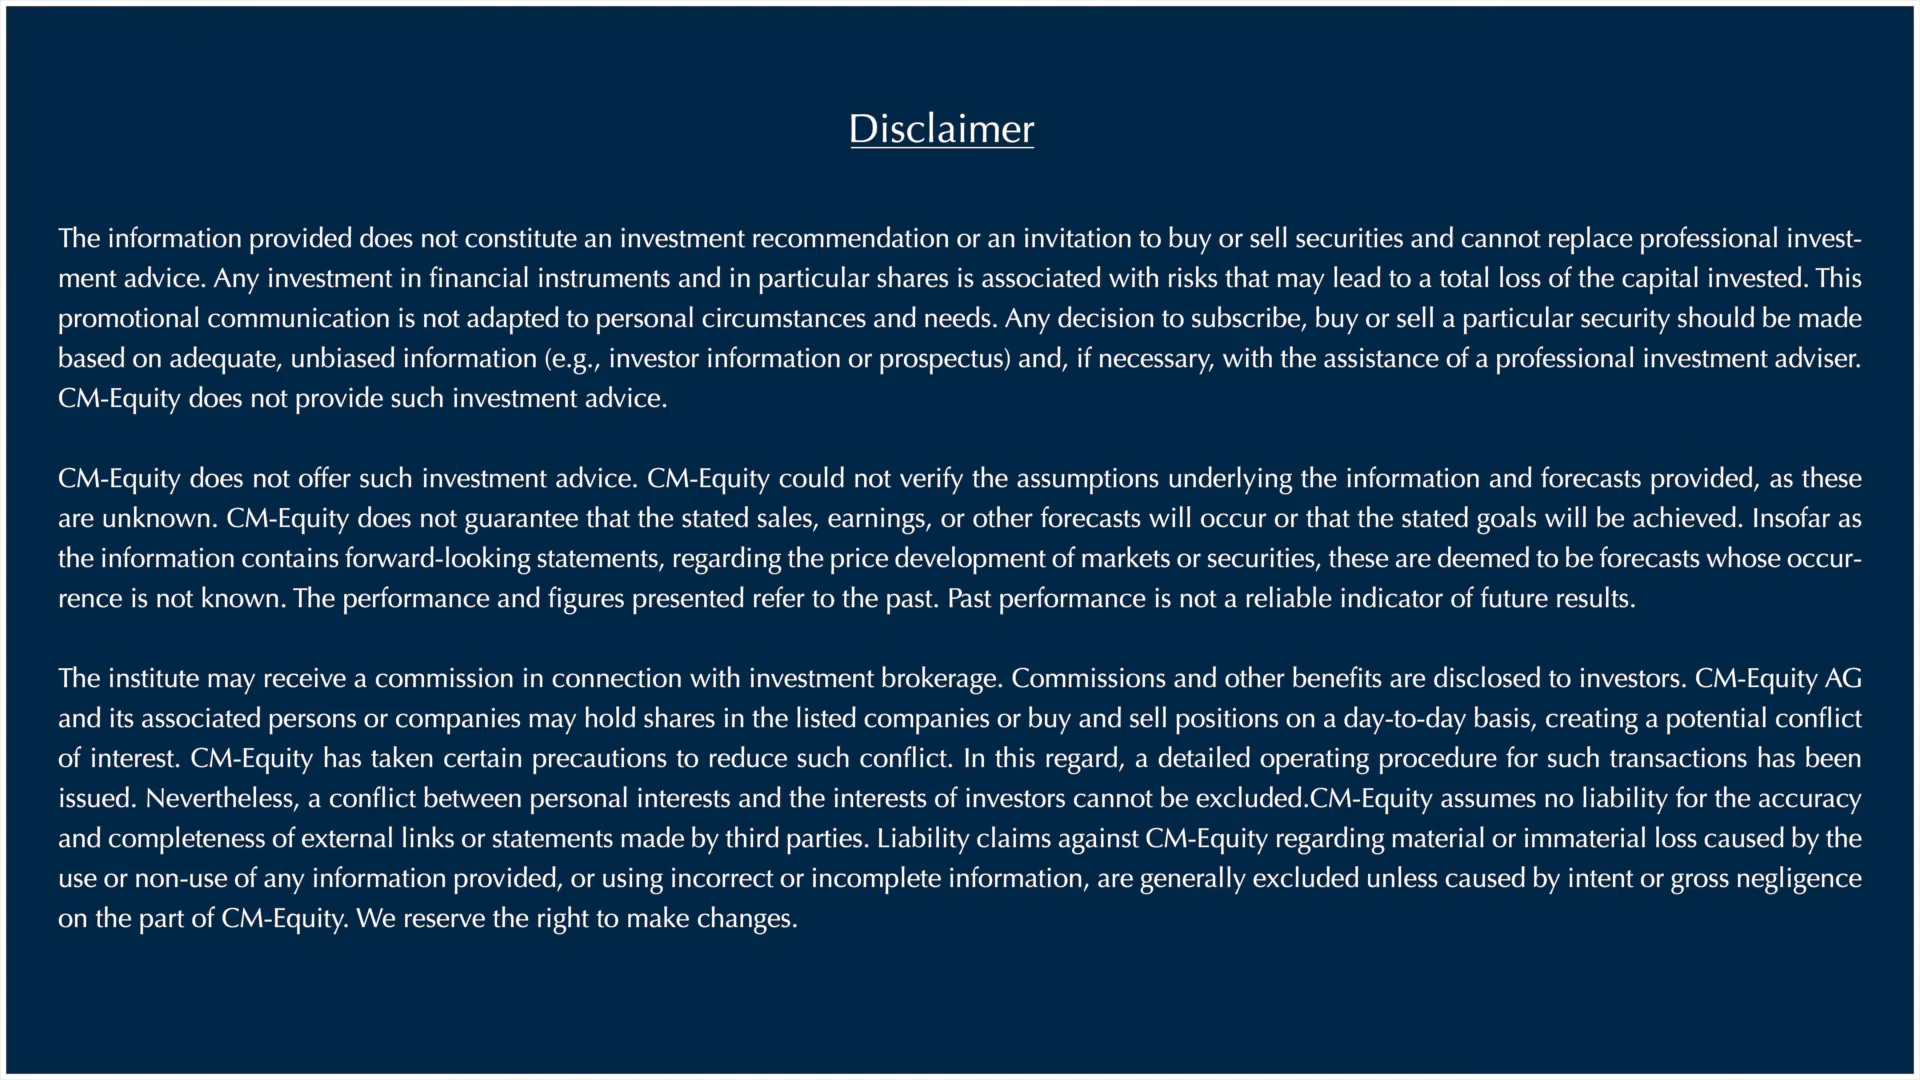 Disclaimer
The information provided does not constitute an investment recommendation or an invitation to buy or sell securities and cannot replace professional invest-
ment advice. Any investment in financial instruments and in particular shares is associated with risks that may lead to a total loss of the capital invested. This
promotional communication is not adapted to personal circumstances and needs. Any decision to subscribe, buy or sell a particular security should be made
based on adequate, unbiased information (e.g., investor information or prospectus) and, if necessary, with the assistance of a professional investment adviser.
CM-Equity does not provide such investment advice.
CM-Equity does not offer such investment advice. CM-Equity could not verify the assumptions underlying the information and forecasts provided, as these
are unknown. CM-Equity does not guarantee that the stated sales, earnings, or other forecasts will occur or that the stated goals will be achieved. Insofar as
the information contains forward-looking statements, regarding the price development of markets or securities, these are deemed to be forecasts whose occur-
rence is not known. The performance and figures presented refer to the past. Past performance is not a reliable indicator of future results.
The institute may receive a commission in connection with investment brokerage. Commissions and other benefits are disclosed to investors. CM-Equity AG
and its associated persons or companies may hold shares in the listed companies or buy and sell positions on a day-to-day basis, creating a potential conflict
of interest. CM-Equity has taken certain precautions to reduce such conflict. In this regard, a detailed operating procedure for such transactions has been
issued. Nevertheless, a conflict between personal interests and the interests of investors cannot be excluded.CM-Equity assumes no liability for the accuracy
and completeness of external links or statements made by third parties. Liability claims against CM-Equity regarding material or immaterial loss caused by the
use or non-use of any information provided, or using incorrect or incomplete information, are generally excluded unless caused by intent or gross negligence
on the part of CM-Equity. We reserve the right to make changes.